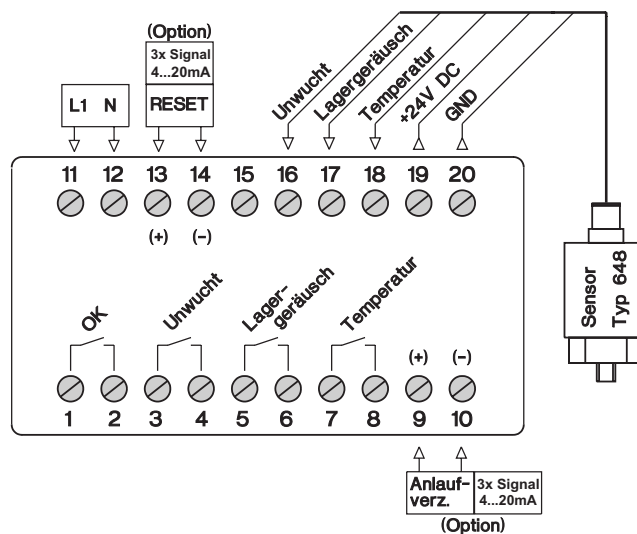 (Option)
3x Signal
4...20mA
L1 N
RESET
Unwucht
Lagergeräusch
Temperatur
+24V DC
GND
11 12 13 14 15 16 17 18 19 20
(+) (-)
Sensor
Typ 648
OK
Unwucht
Lager-
geräusch
Temperatur
(+) (-)
1 2 3 4 5 6 7 8 9 10
Anlauf-
verz.
3x Signal
4...20mA
(Option)